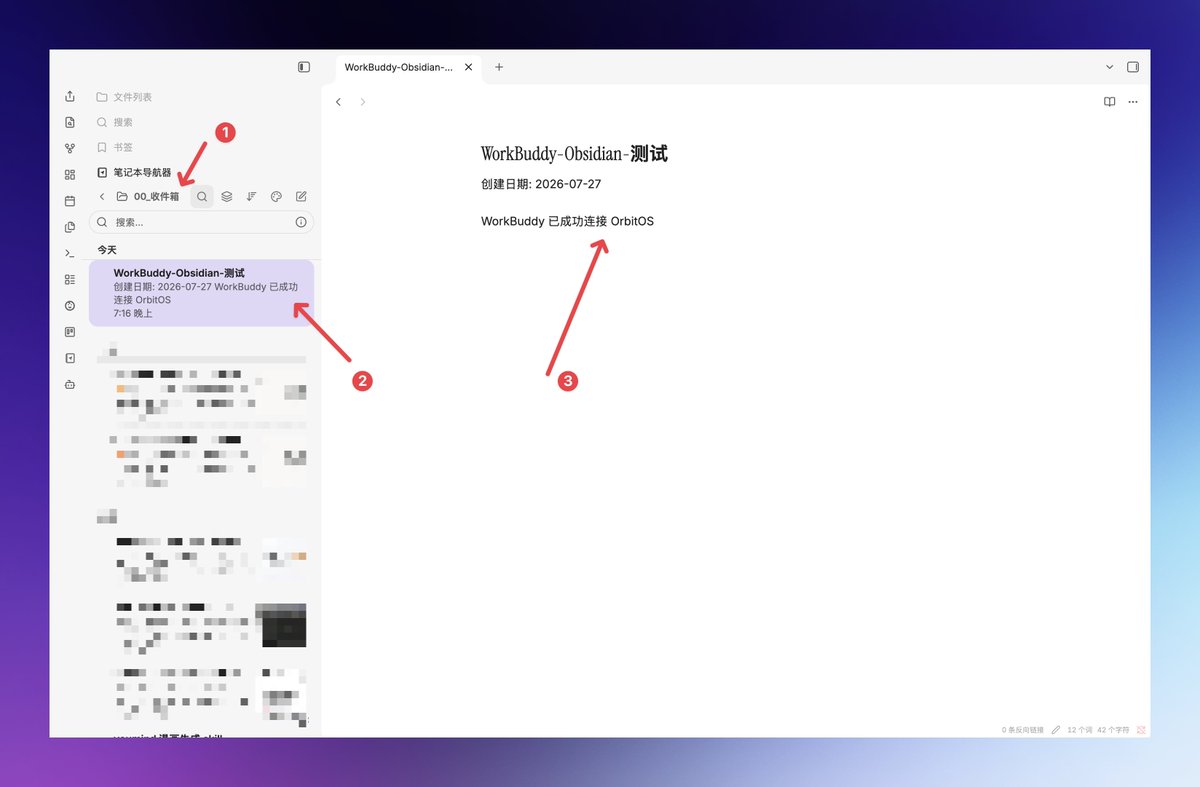 WorkBuddy-Obsidian-...
文件列表
搜索
书签
笔记本导航器
00_收件箱
搜索...
今天
WorkBuddy-Obsidian-测试
创建日期: 2026-07-27 WorkBuddy 已成功
连接 OrbitOS
7:16 晚上
1
2
WorkBuddy-Obsidian-测试
创建日期: 2026-07-27
WorkBuddy 已成功连接 OrbitOS
3
0 条反向链接 12 个词 42 个字符